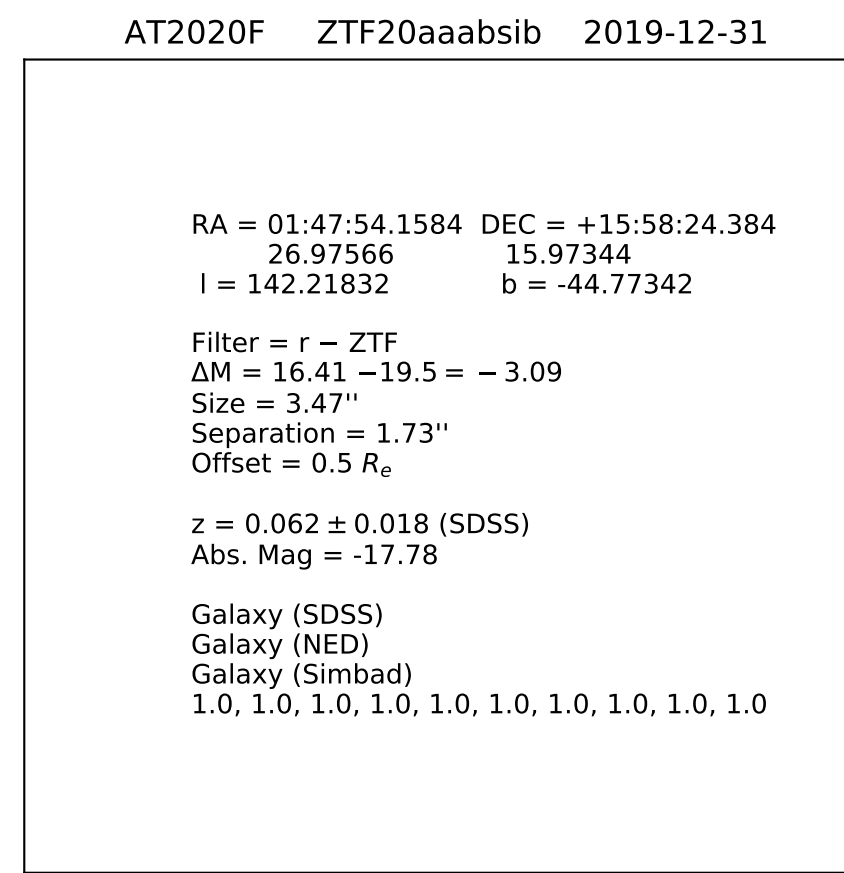 AT2020F ZTF20aaabsib 2019-12-31
RA = 01:47:54.1584 DEC = +15:58:24.384
26.97566 15.97344
l = 142.21832 b = -44.77342
Filter = r − ZTF
ΔM = 16.41 −19.5 = − 3.09
Size = 3.47''
Separation = 1.73''
Offset = 0.5 Re
z = 0.062 ± 0.018 (SDSS)
Abs. Mag = -17.78
Galaxy (SDSS)
Galaxy (NED)
Galaxy (Simbad)
1.0, 1.0, 1.0, 1.0, 1.0, 1.0, 1.0, 1.0, 1.0, 1.0